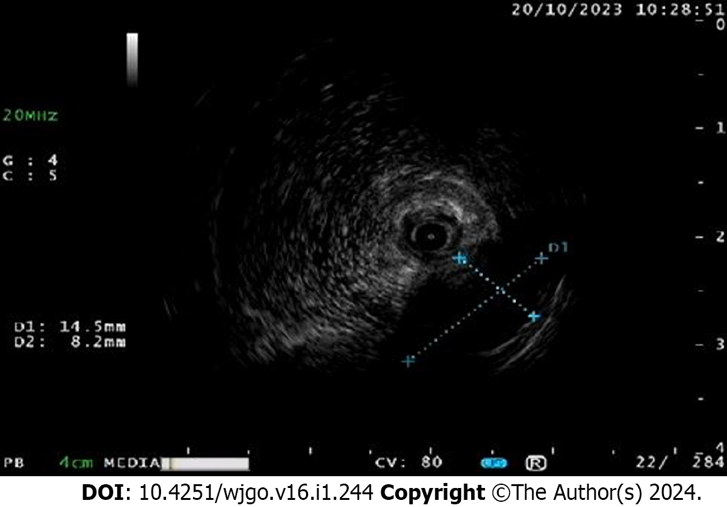 20/10/2023 10:28:51
0
20MHz
1
G : 4
C : 5
2
D1
D1: 14.5mm
D2: 8.2mm
3
4
PB 4cm MEDIA CV: 80 R 22/ 284
DOI: 10.4251/wjgo.v16.i1.244 Copyright ©The Author(s) 2024.